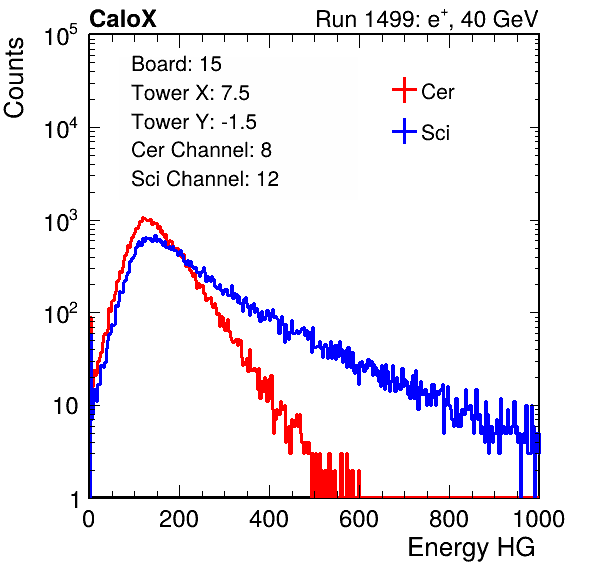 CaloX Run 1499: e⁺, 40 GeV
Counts
Board: 15
Tower X: 7.5
Tower Y: -1.5
Cer Channel: 8
Sci Channel: 12
Cer
Sci
10⁵
10⁴
10³
10²
10
1
0 200 400 600 800 1000
Energy HG